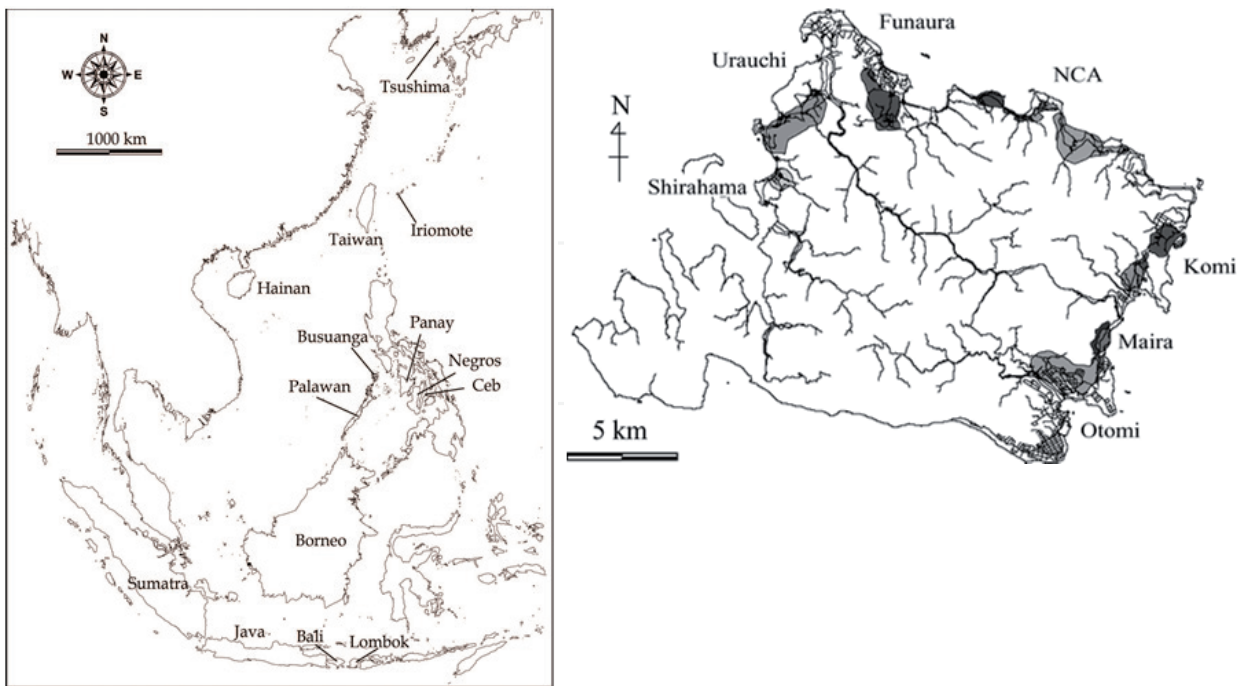 N
W E
S
1000 km
Tsushima
Taiwan
Iriomote
Hainan
Busuanga
Panay
Negros
Ceb
Palawan
Borneo
Sumatra
Java
Bali
Lombok
Funaura
Urauchi
NCA
N
Shirahama
Komi
Maira
Otomi
5 km